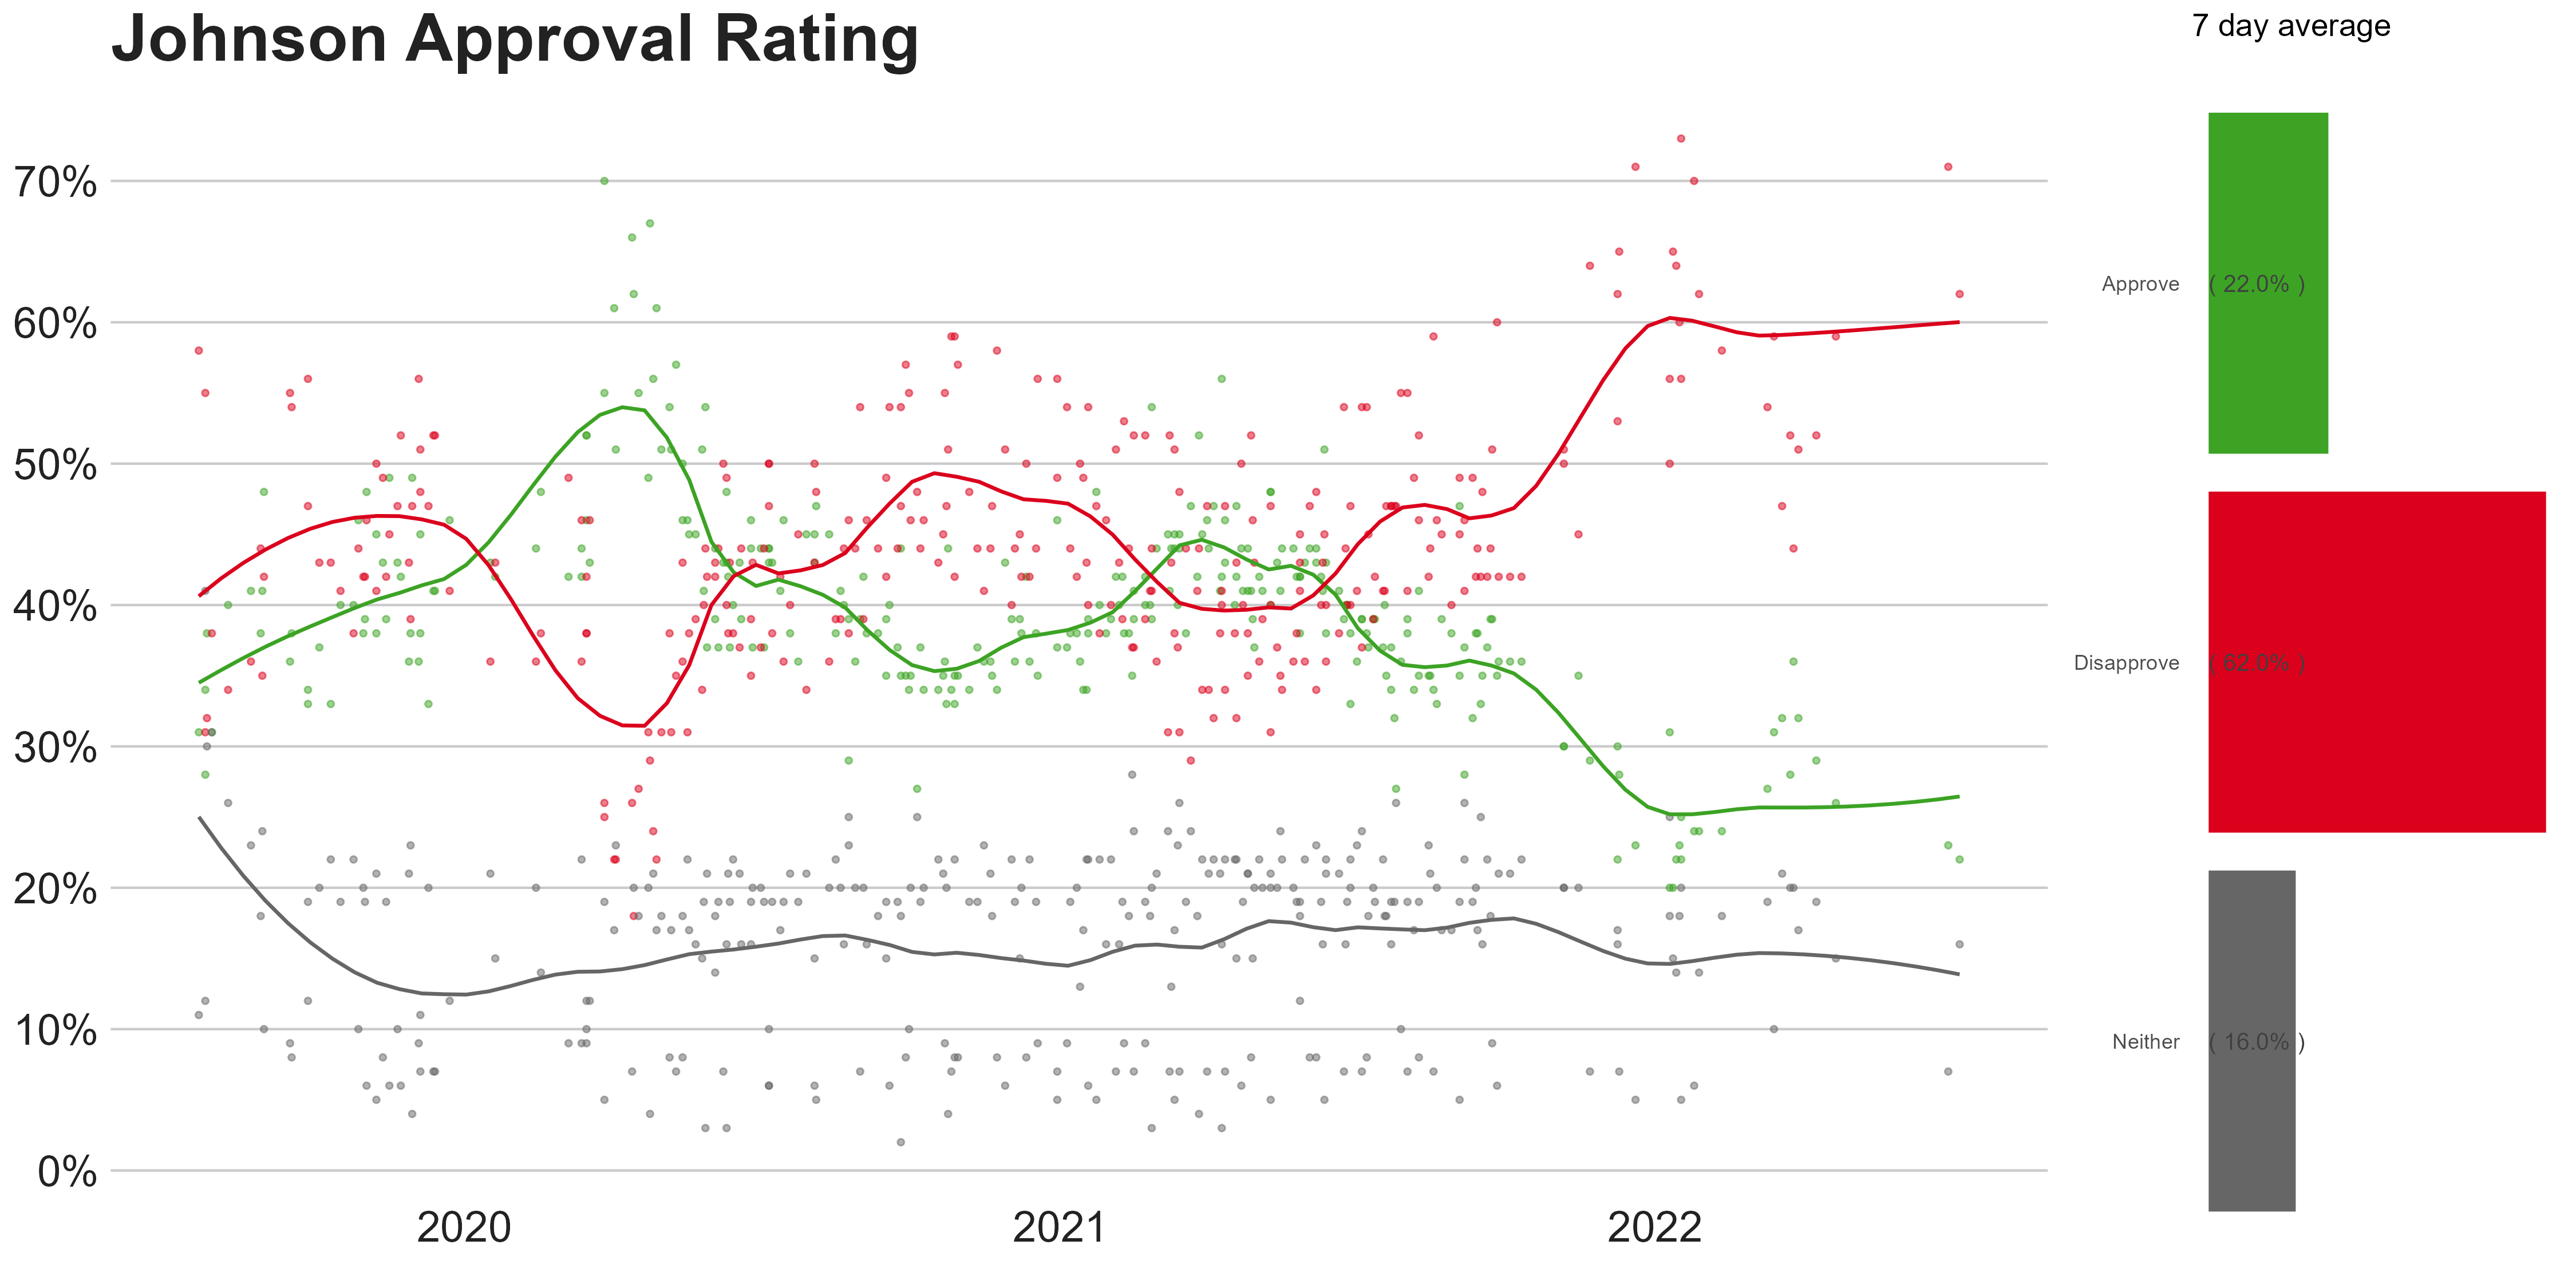 Johnson Approval Rating
7 day average
70%
60%
50%
40%
30%
20%
10%
0%
2020 2021 2022
Approve ( 22.0% )
Disapprove ( 62.0% )
Neither ( 16.0% )